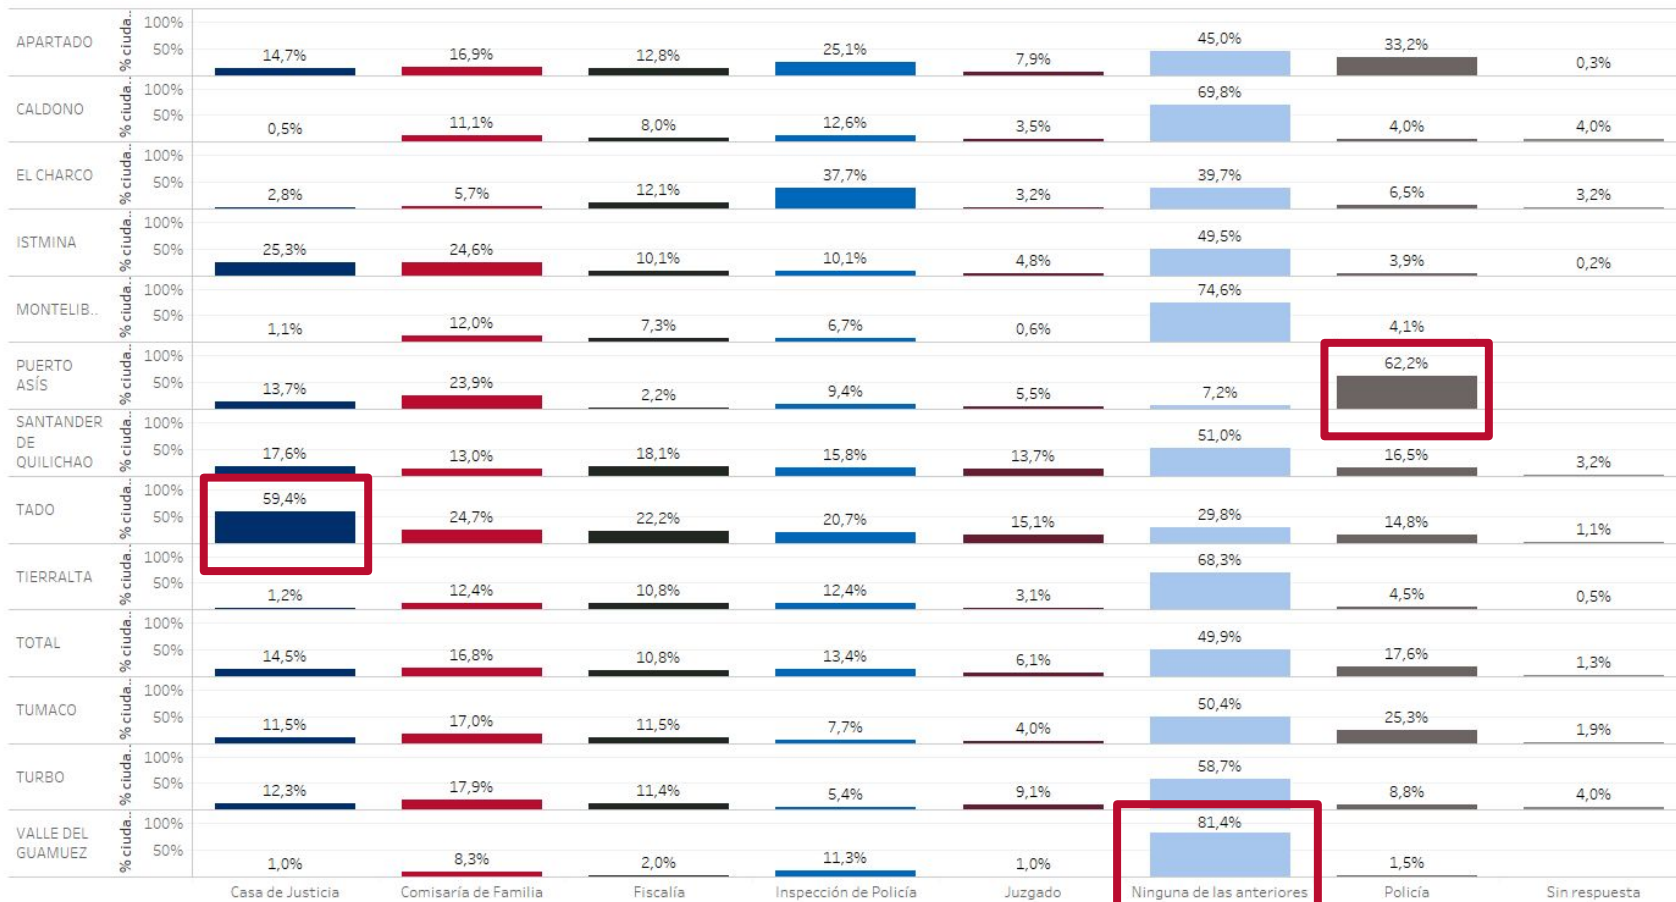 APARTADO % ciuda.. 100% 50% 14,7% 16,9% 12,8% 25,1% 7,9% 45,0% 33,2% 0,3%
CALDONO % ciuda.. 100% 50% 0,5% 11,1% 8,0% 12,6% 3,5% 69,8% 4,0% 4,0%
EL CHARCO % ciuda.. 100% 50% 2,8% 5,7% 12,1% 37,7% 3,2% 39,7% 6,5% 3,2%
ISTMINA % ciuda.. 100% 50% 25,3% 24,6% 10,1% 10,1% 4,8% 49,5% 3,9% 0,2%
MONTELIB.. % ciuda.. 100% 50% 1,1% 12,0% 7,3% 6,7% 0,6% 74,6% 4,1%
PUERTO
ASÍS % ciuda.. 100% 50% 13,7% 23,9% 2,2% 9,4% 5,5% 7,2% 62,2%
SANTANDER
DE
QUILICHAO % ciuda.. 100% 50% 17,6% 13,0% 18,1% 15,8% 13,7% 51,0% 16,5% 3,2%
TADO % ciuda.. 100% 50% 59,4% 24,7% 22,2% 20,7% 15,1% 29,8% 14,8% 1,1%
TIERRALTA % ciuda.. 100% 50% 1,2% 12,4% 10,8% 12,4% 3,1% 68,3% 4,5% 0,5%
TOTAL % ciuda.. 100% 50% 14,5% 16,8% 10,8% 13,4% 6,1% 49,9% 17,6% 1,3%
TUMACO % ciuda.. 100% 50% 11,5% 17,0% 11,5% 7,7% 4,0% 50,4% 25,3% 1,9%
TURBO % ciuda.. 100% 50% 12,3% 17,9% 11,4% 5,4% 9,1% 58,7% 8,8% 4,0%
VALLE DEL
GUAMUEZ % ciuda.. 100% 50% 1,0% 8,3% 2,0% 11,3% 1,0% 81,4% 1,5%
Casa de Justicia Comisaría de Familia Fiscalía Inspección de Policía Juzgado Ninguna de las anteriores Policía Sin respuesta